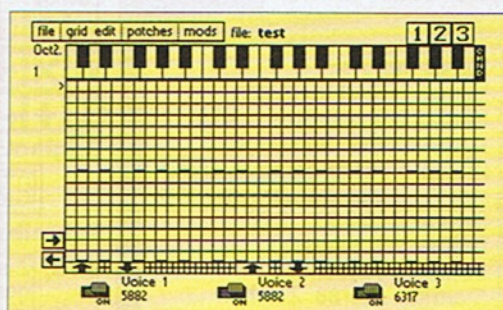 file grid edit patches mods file: test 1 2 3
Oct2.
1
Voice 1 Voice 2 Voice 3
5882 5882 6317
ON ON ON